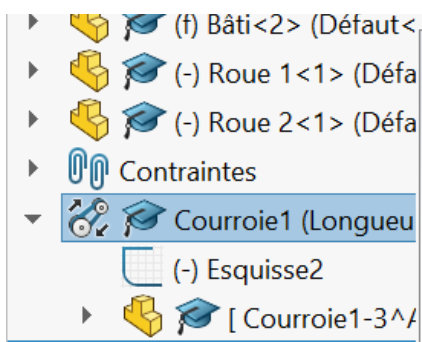 (f) Bâti<2> (Défaut<
(-) Roue 1<1> (Défa
(-) Roue 2<1> (Défa
Contraintes
Courroie1 (Longueu
(-) Esquisse2
[ Courroie1-3^A